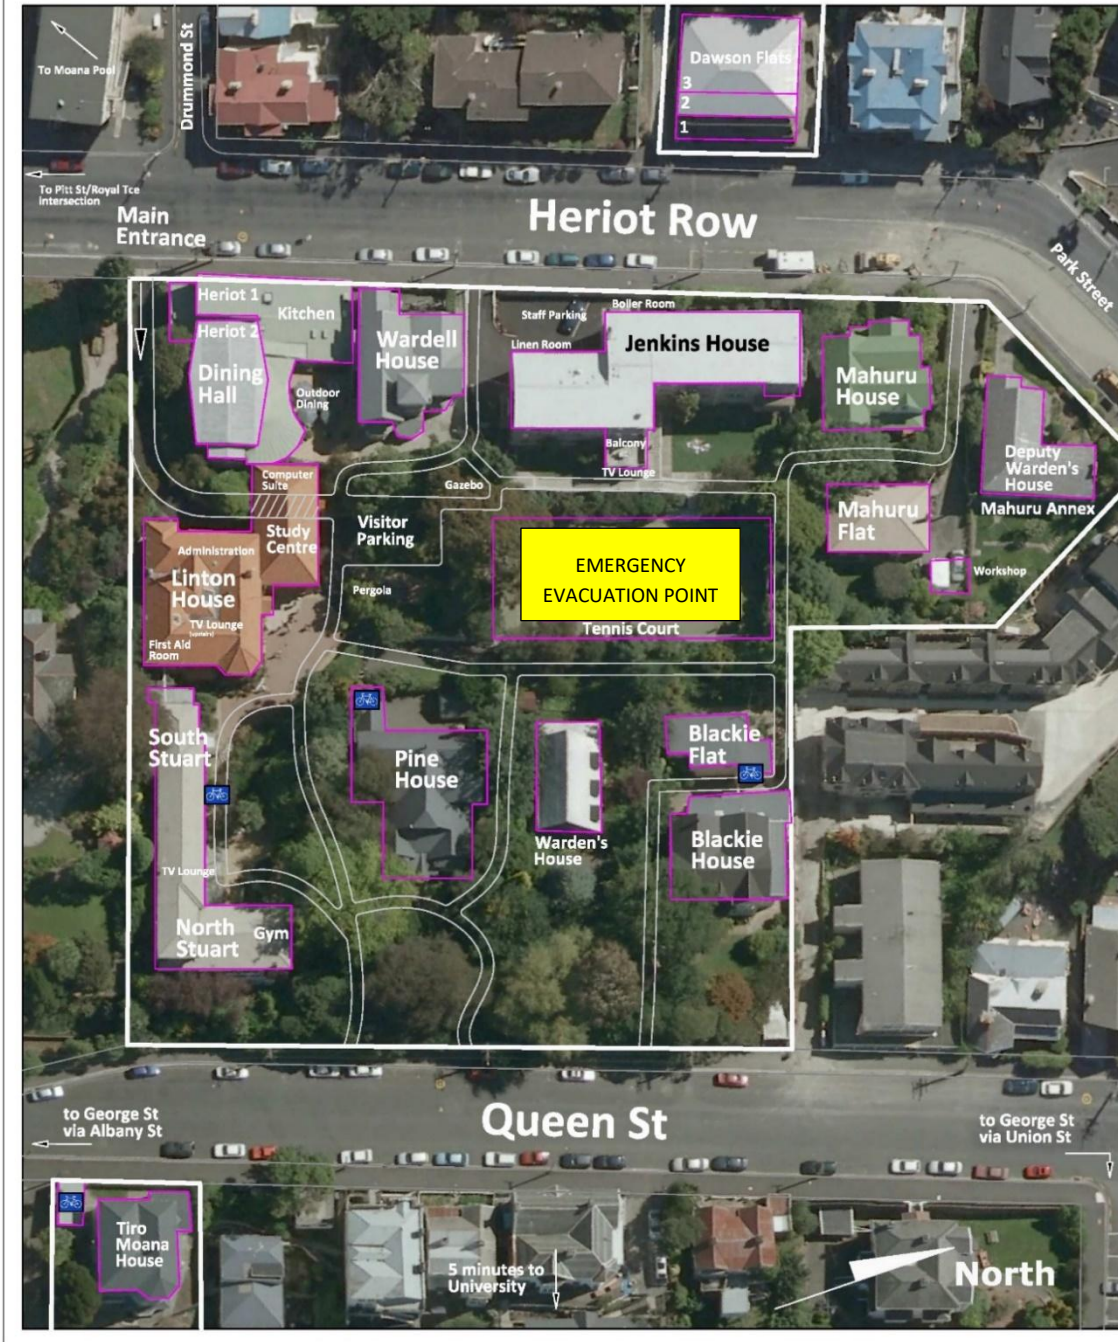 To Moana Pool
Drummond St
Dawson Flats
3
2
1
To Pitt St/Royal Tce
Intersection
Main
Entrance
Heriot Row
Park Street
Heriot 1
Kitchen
Heriot 2
Dining
Hall
Outdoor
Dining
Wardell
House
Staff Parking
Boiler Room
Linen Room
Jenkins House
Balcony
TV Lounge
Mahuru
House
Deputy
Warden's
House
Mahuru Annex
Mahuru
Flat
Workshop
Computer
Suite
Study
Centre
Gazebo
Visitor
Parking
Pergola
EMERGENCY
EVACUATION POINT
Tennis Court
Administration
Linton
House
TV Lounge
(upstairs)
First Aid
Room
South
Stuart
TV Lounge
North
Stuart
Gym
Pine
House
Warden's
House
Blackie
Flat
Blackie
House
to George St
via Albany St
Queen St
to George St
via Union St
Tiro
Moana
House
5 minutes to
University
North